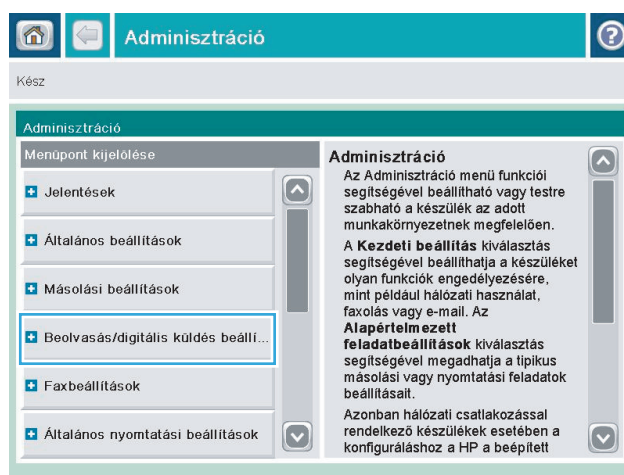 Adminisztráció
?
Kész
Adminisztráció
Menüpont kijelölése
Jelentések
Általános beállítások
Másolási beállítások
Beolvasás/digitális küldés beállí...
Faxbeállítások
Általános nyomtatási beállítások
Adminisztráció
Az Adminisztráció menü funkciói
segítségével beállítható vagy testre
szabható a készülék az adott
munkakörnyezetnek megfelelően.
A Kezdeti beállítás kiválasztás
segítségével beállíthatja a készüléket
olyan funkciók engedélyezésére,
mint például hálózati használat,
faxolás vagy e-mail. Az
Alapértelmezett
feladatbeállítások kiválasztás
segítségével megadhatja a tipikus
másolási vagy nyomtatási feladatok
beállításait.
Azonban hálózati csatlakozással
rendelkező készülékek esetében a
konfiguráláshoz a HP a beépített